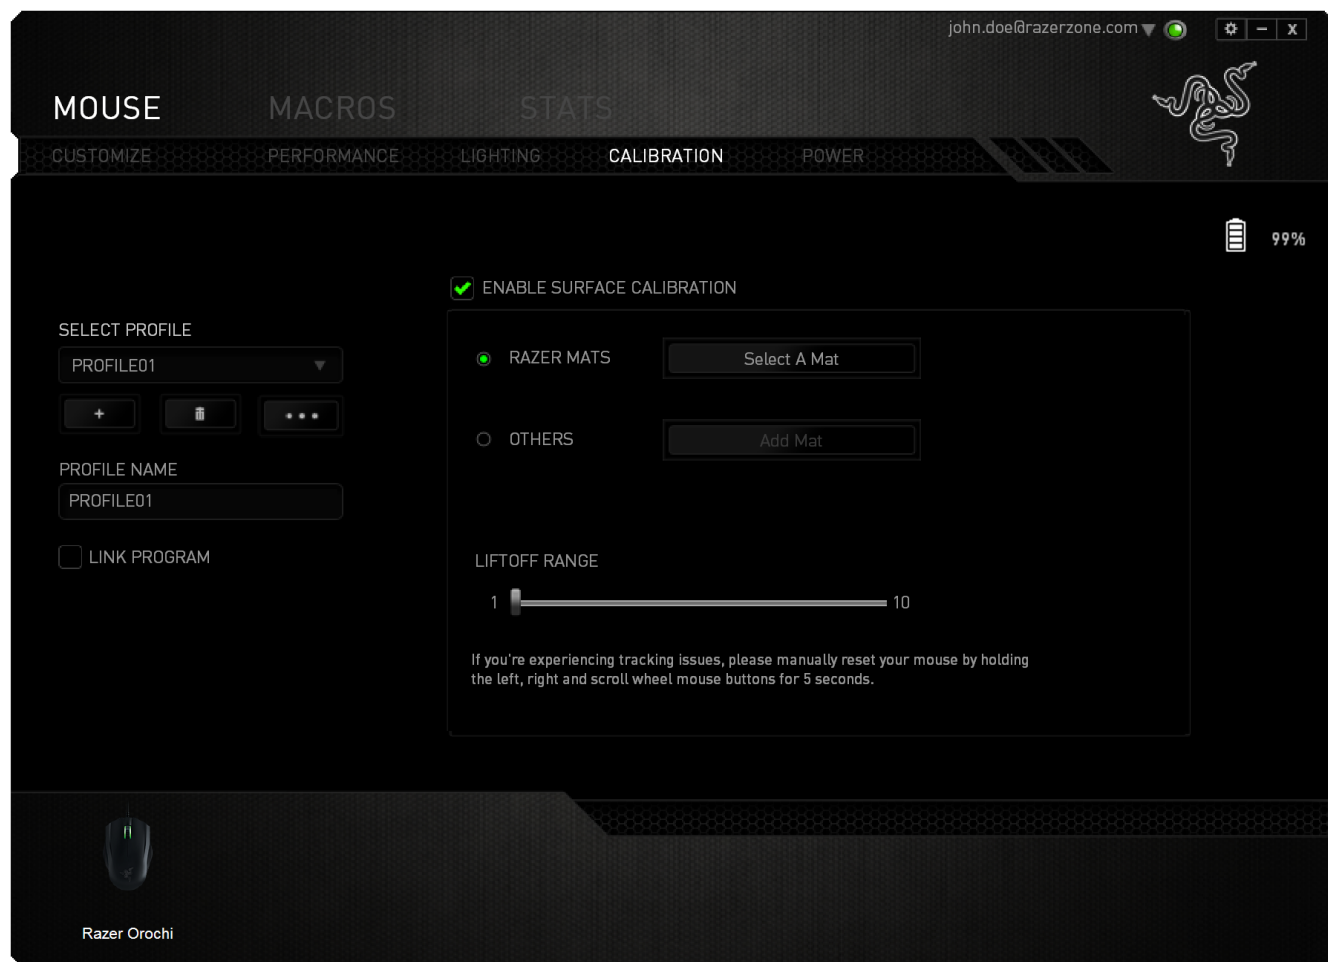 john.doe@razerzone.com
X
MOUSE MACROS STATS
CUSTOMIZE PERFORMANCE LIGHTING CALIBRATION POWER
99%
ENABLE SURFACE CALIBRATION
SELECT PROFILE
PROFILE01
+
PROFILE NAME
PROFILE01
LINK PROGRAM
RAZER MATS Select A Mat
OTHERS Add Mat
LIFTOFF RANGE
1 10
If you're experiencing tracking issues, please manually reset your mouse by holding
the left, right and scroll wheel mouse buttons for 5 seconds.
Razer Orochi